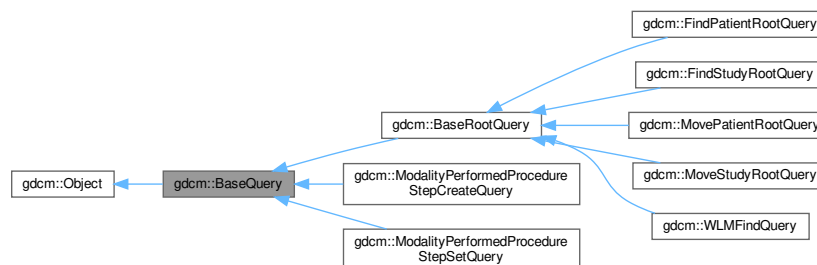 gdcm::FindPatientRootQuery
gdcm::FindStudyRootQuery
gdcm::BaseRootQuery
gdcm::MovePatientRootQuery
gdcm::MoveStudyRootQuery
gdcm::Object
gdcm::BaseQuery
gdcm::ModalityPerformedProcedure
StepCreateQuery
gdcm::WLMFindQuery
gdcm::ModalityPerformedProcedure
StepSetQuery